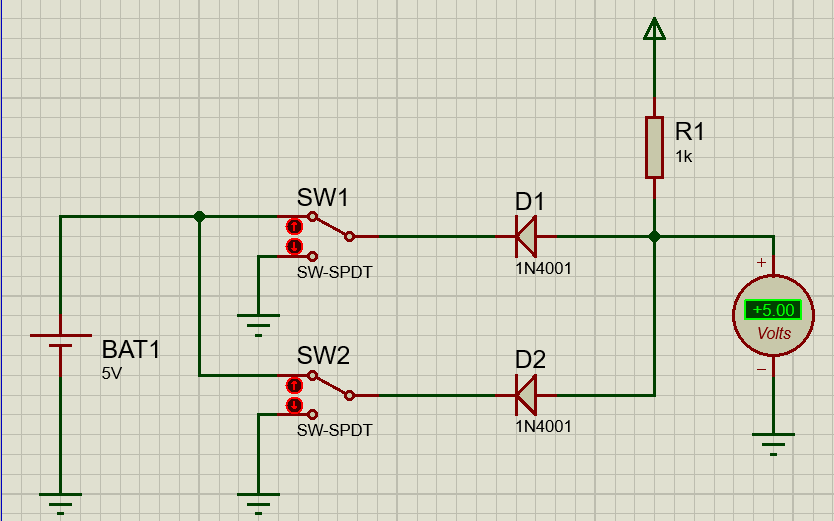 R1
1k
SW1
SW-SPDT
D1
1N4001
+
+5.00
Volts
−
BAT1
5V
SW2
SW-SPDT
D2
1N4001